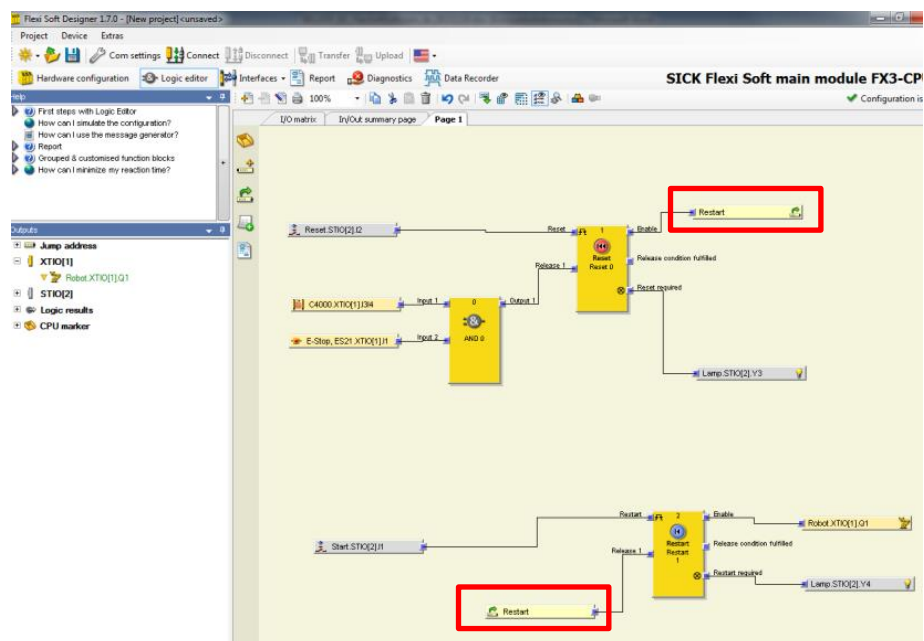 Flexi Soft Designer 1.7.0 - [New project]<unsaved>
Project Device Extras
Com settings Connect Disconnect Transfer Upload
Hardware configuration Logic editor Interfaces Report Diagnostics Data Recorder SICK Flexi Soft main module FX3-CPU
Help 100% Configuration is
I/O matrix In/Out summary page Page 1
First steps with Logic Editor
How can I simulate the configuration?
How can I use the message generator?
Report
Grouped & customised function blocks
How can I minimize my reaction time?
Outputs
Jump address
XTIO[1]
Robot.XTIO[1].Q1
STIO[2]
Logic results
CPU marker
Restart
Reset.STIO[2].I2 Reset 1 Enable
Reset
Reset 0
Release condition fulfilled
Release 1
Reset required
C4000.XTIO[1].I3I4 Input 1 0 Output 1
E-Stop, ES21.XTIO[1].I1 Input 2 AND 0
Lamp.STIO[2].Y3
Restart 2 Enable Robot.XTIO[1].Q1
Start.STIO[2].I1 Release 1 Restart
Restart
1
Release condition fulfilled
Restart required Lamp.STIO[2].Y4
Restart